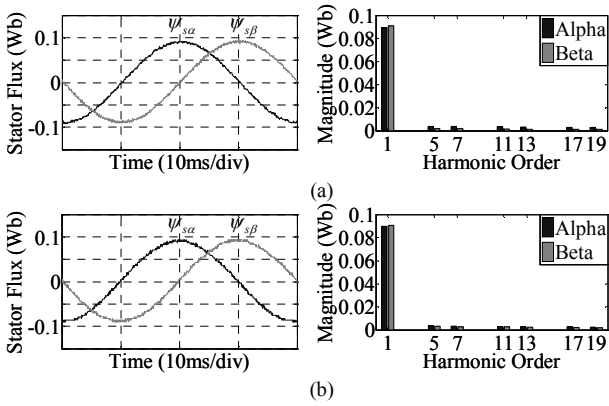 Stator Flux (Wb)
0.1
0
-0.1
ψsα
ψsβ
Time (10ms/div)
Magnitude (Wb)
0.1
0.08
0.06
0.04
0.02
0
Alpha
Beta
1 5 7 11 13 17 19
Harmonic Order
(a)
Stator Flux (Wb)
0.1
0
-0.1
ψsα
ψsβ
Time (10ms/div)
Magnitude (Wb)
0.1
0.08
0.06
0.04
0.02
0
Alpha
Beta
1 5 7 11 13 17 19
Harmonic Order
(b)